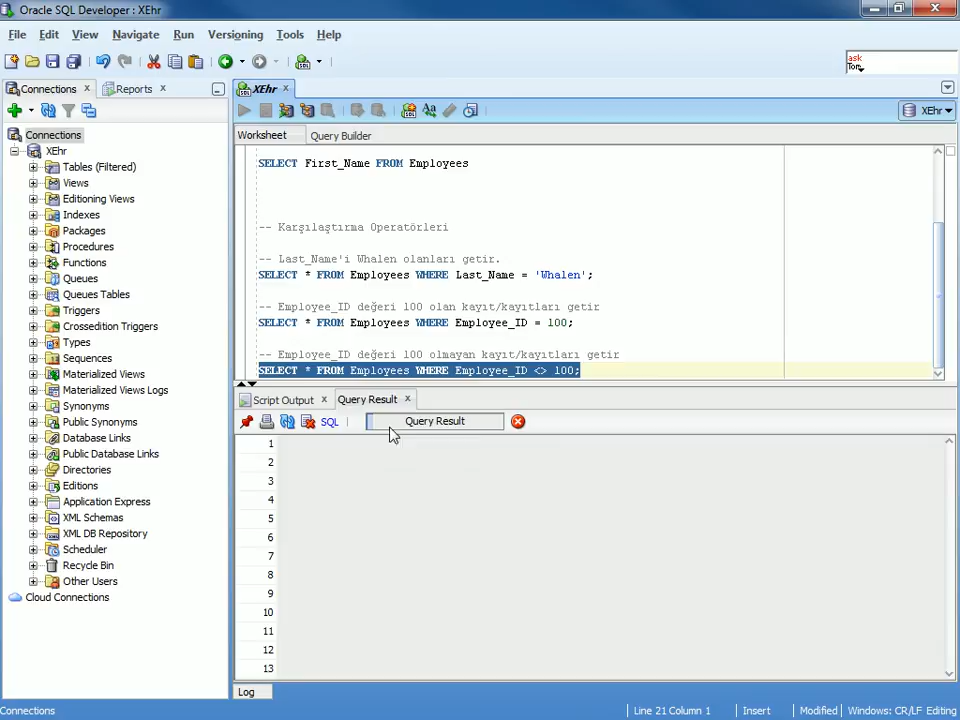 Oracle SQL Developer : XEhr
File Edit View Navigate Run Versioning Tools Help
ask
Tom
Connections
Reports
XEhr
XEhr
Worksheet
Query Builder
Connections
XEhr
Tables (Filtered)
Views
Editioning Views
Indexes
Packages
Procedures
Functions
Queues
Queues Tables
Triggers
Crossedition Triggers
Types
Sequences
Materialized Views
Materialized Views Logs
Synonyms
Public Synonyms
Database Links
Public Database Links
Directories
Editions
Application Express
XML Schemas
XML DB Repository
Scheduler
Recycle Bin
Other Users
Cloud Connections
SELECT First_Name FROM Employees
-- Karşılaştırma Operatörleri
-- Last_Name'i Whalen olanları getir.
SELECT * FROM Employees WHERE Last_Name = 'Whalen';
-- Employee_ID değeri 100 olan kayıt/kayıtları getir
SELECT * FROM Employees WHERE Employee_ID = 100;
-- Employee_ID değeri 100 olmayan kayıt/kayıtları getir
SELECT * FROM Employees WHERE Employee_ID <> 100;
Script Output
Query Result
SQL
Query Result
1
2
3
4
5
6
7
8
9
10
11
12
13
Log
Connections
Line 21 Column 1
Insert
Modified
Windows: CR/LF Editing